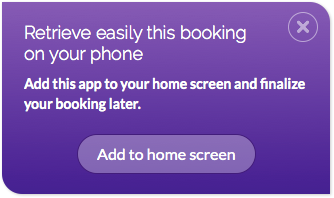 Retrieve easily this booking
on your phone
Add this app to your home screen and finalize
your booking later.
Add to home screen